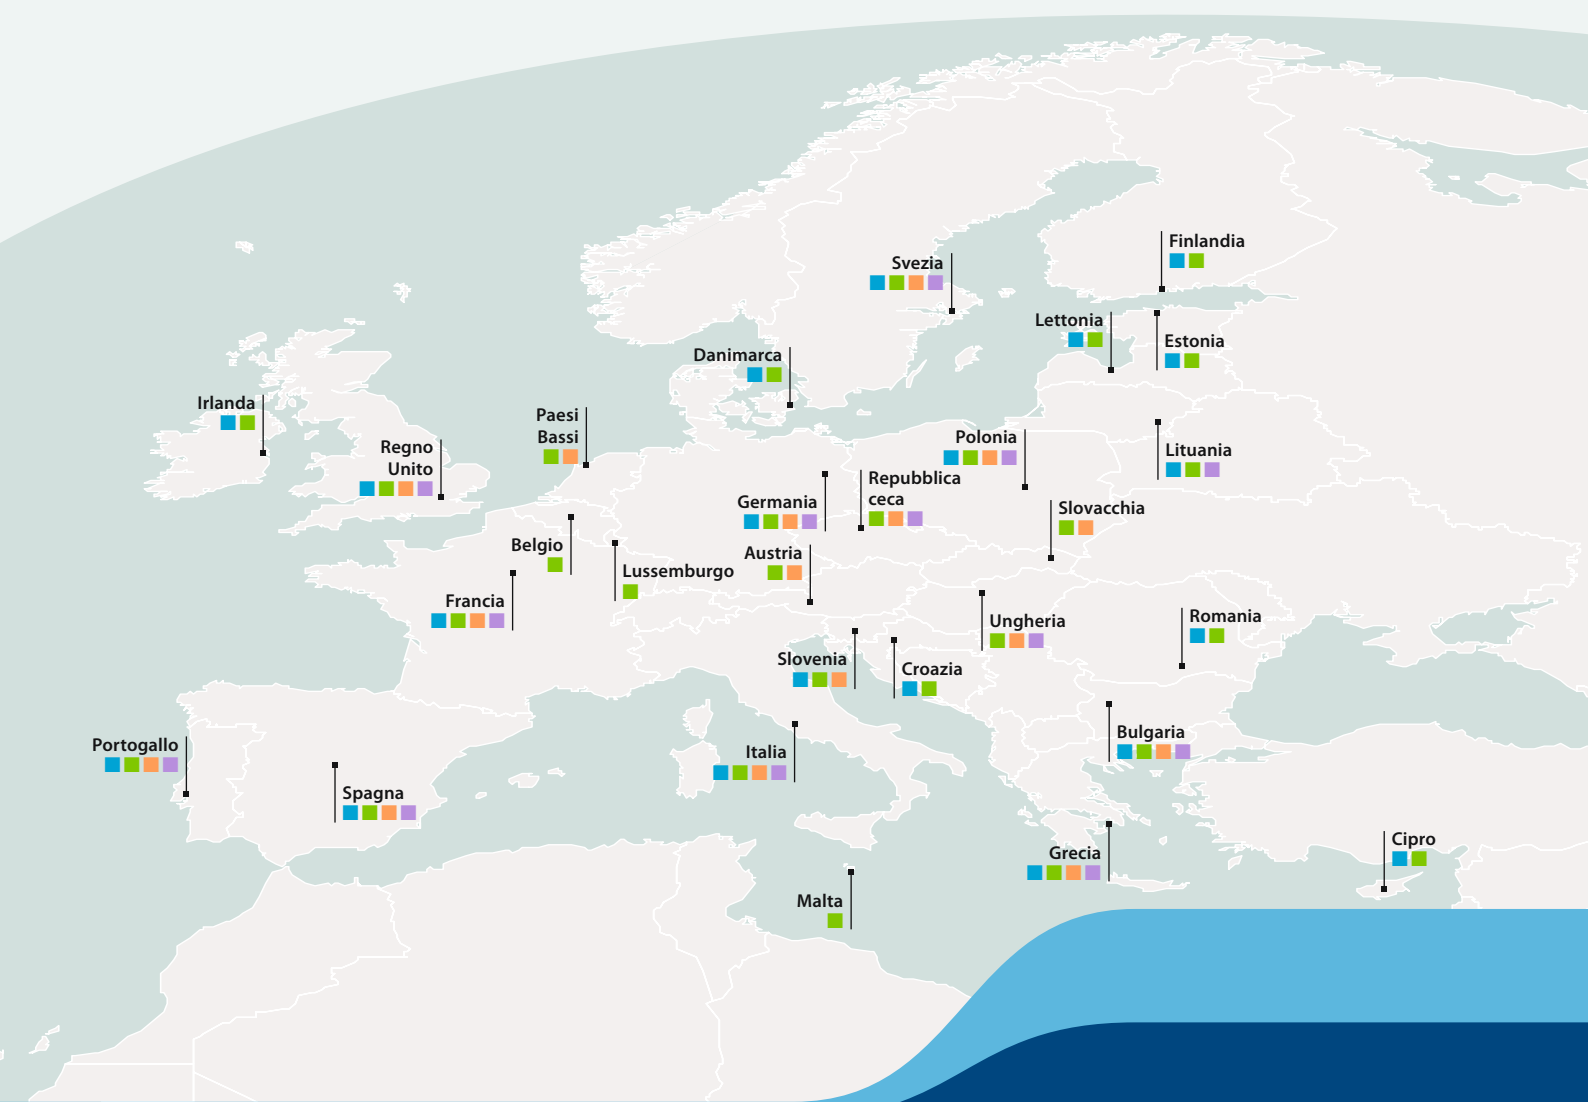 Finlandia
Svezia
Lettonia
Estonia
Danimarca
Irlanda
Paesi
Bassi
Regno
Unito
Polonia
Lituania
Repubblica
ceca
Germania
Slovacchia
Belgio
Austria
Lussemburgo
Francia
Ungheria
Romania
Slovenia
Croazia
Bulgaria
Portogallo
Italia
Spagna
Grecia
Cipro
Malta